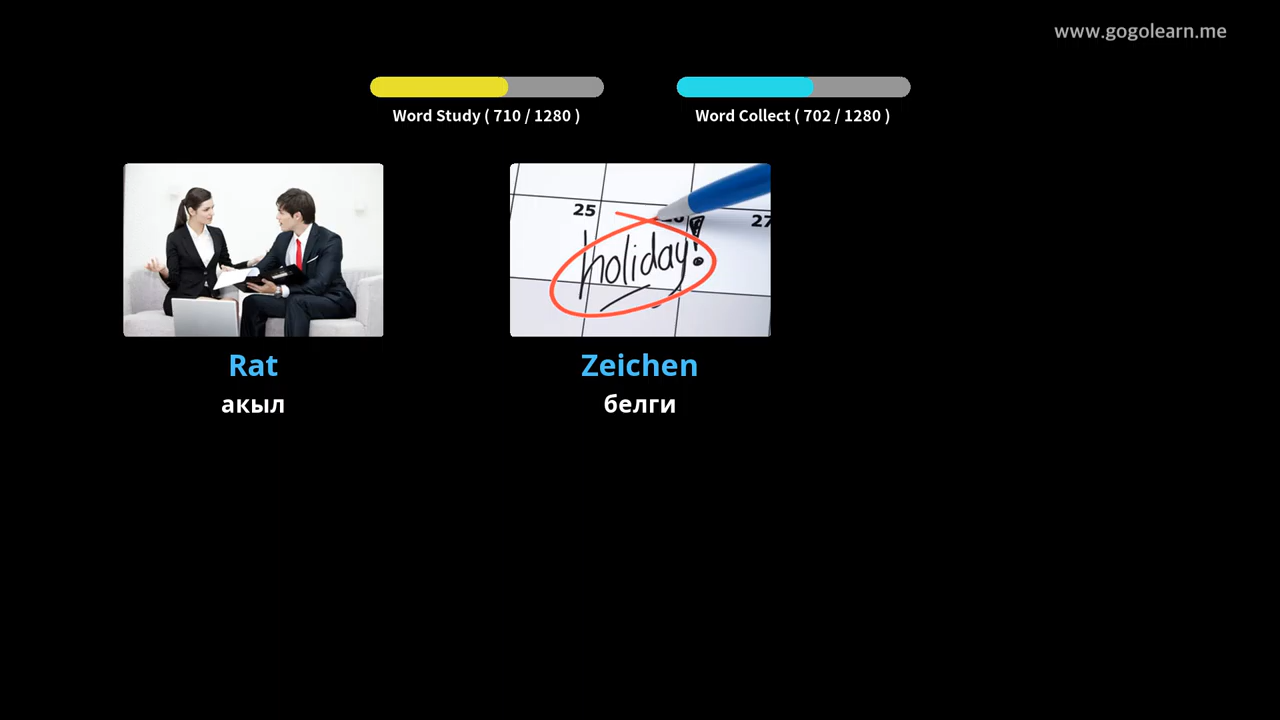 www.gogolearn.me
Word Study ( 710 / 1280 )
Word Collect ( 702 / 1280 )
25
27
holiday!
Rat
Zeichen
акыл
белги